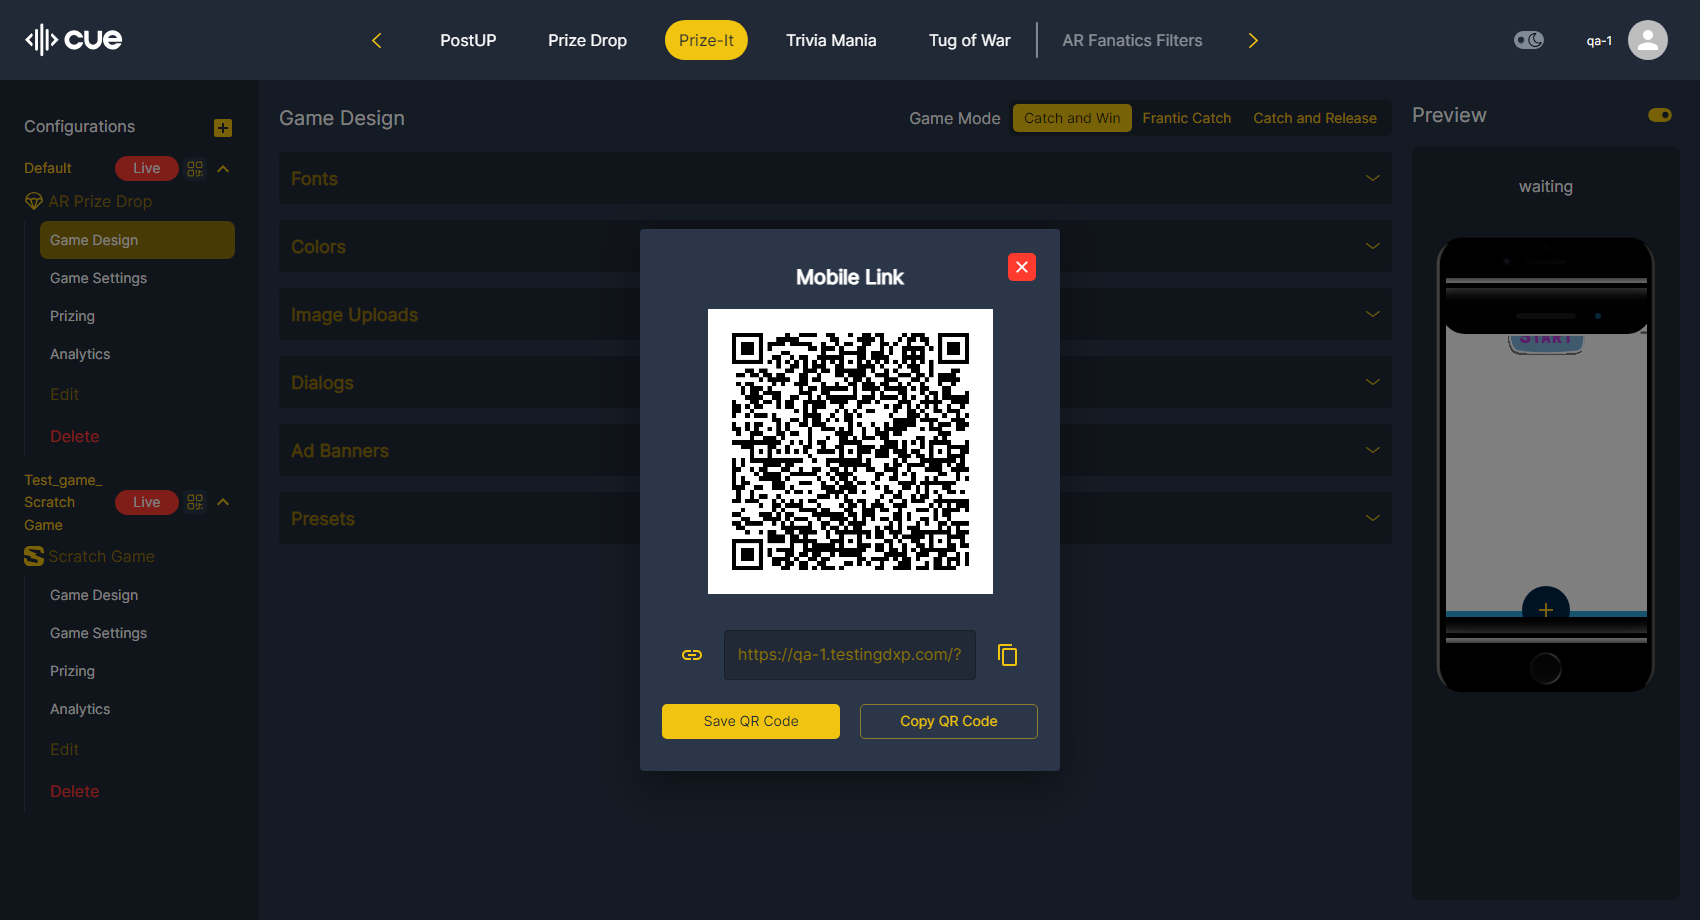 cue
PostUP
Prize Drop
Prize-It
Trivia Mania
Tug of War
AR Fanatics Filters
qa-1
Configurations
Default
Live
AR Prize Drop
Game Design
Game Settings
Prizing
Analytics
Edit
Delete
Test_game_
Scratch
Game
Live
Scratch Game
Game Design
Game Settings
Prizing
Analytics
Edit
Delete
Game Design
Game Mode
Catch and Win
Frantic Catch
Catch and Release
Fonts
Colors
Image Uploads
Dialogs
Ad Banners
Presets
Mobile Link
https://qa-1.testingdxp.com/?
Save QR Code
Copy QR Code
Preview
waiting
START